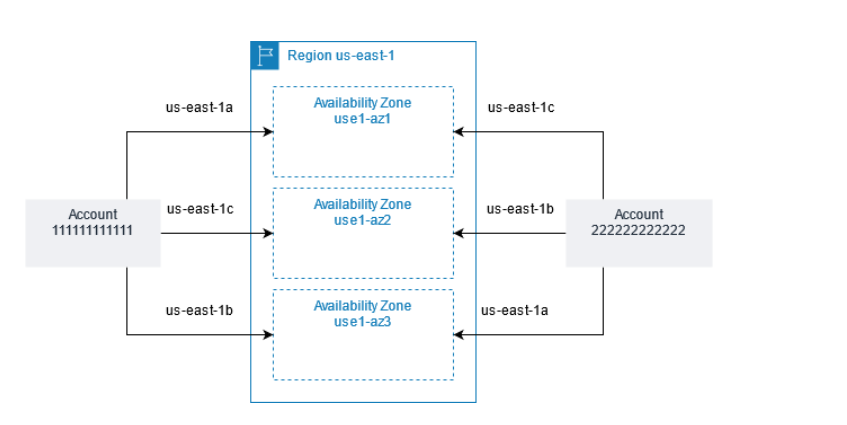 Region us-east-1
us-east-1a
Availability Zone
use1-az1
us-east-1c
Account
111111111111
us-east-1c
Availability Zone
use1-az2
us-east-1b
Account
222222222222
us-east-1b
Availability Zone
use1-az3
us-east-1a